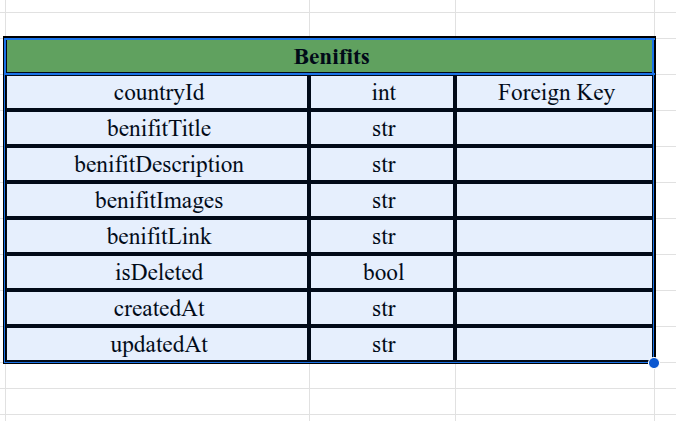 Benifits
countryId int Foreign Key
benifitTitle str
benifitDescription str
benifitImages str
benifitLink str
isDeleted bool
createdAt str
updatedAt str